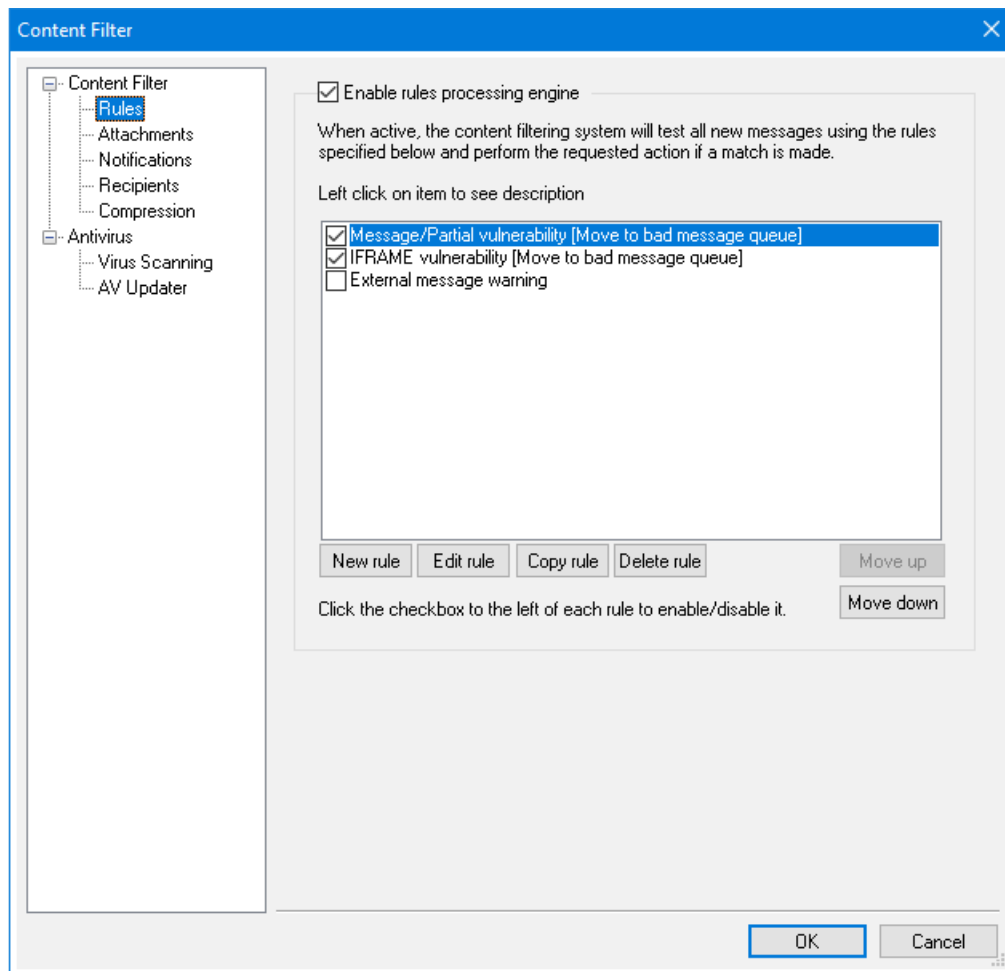 Content Filter
Content Filter
Rules
Attachments
Notifications
Recipients
Compression
Antivirus
Virus Scanning
AV Updater
Enable rules processing engine
When active, the content filtering system will test all new messages using the rules
specified below and perform the requested action if a match is made.
Left click on item to see description
Message/Partial vulnerability [Move to bad message queue]
IFRAME vulnerability [Move to bad message queue]
External message warning
New rule
Edit rule
Copy rule
Delete rule
Move up
Click the checkbox to the left of each rule to enable/disable it.
Move down
OK
Cancel